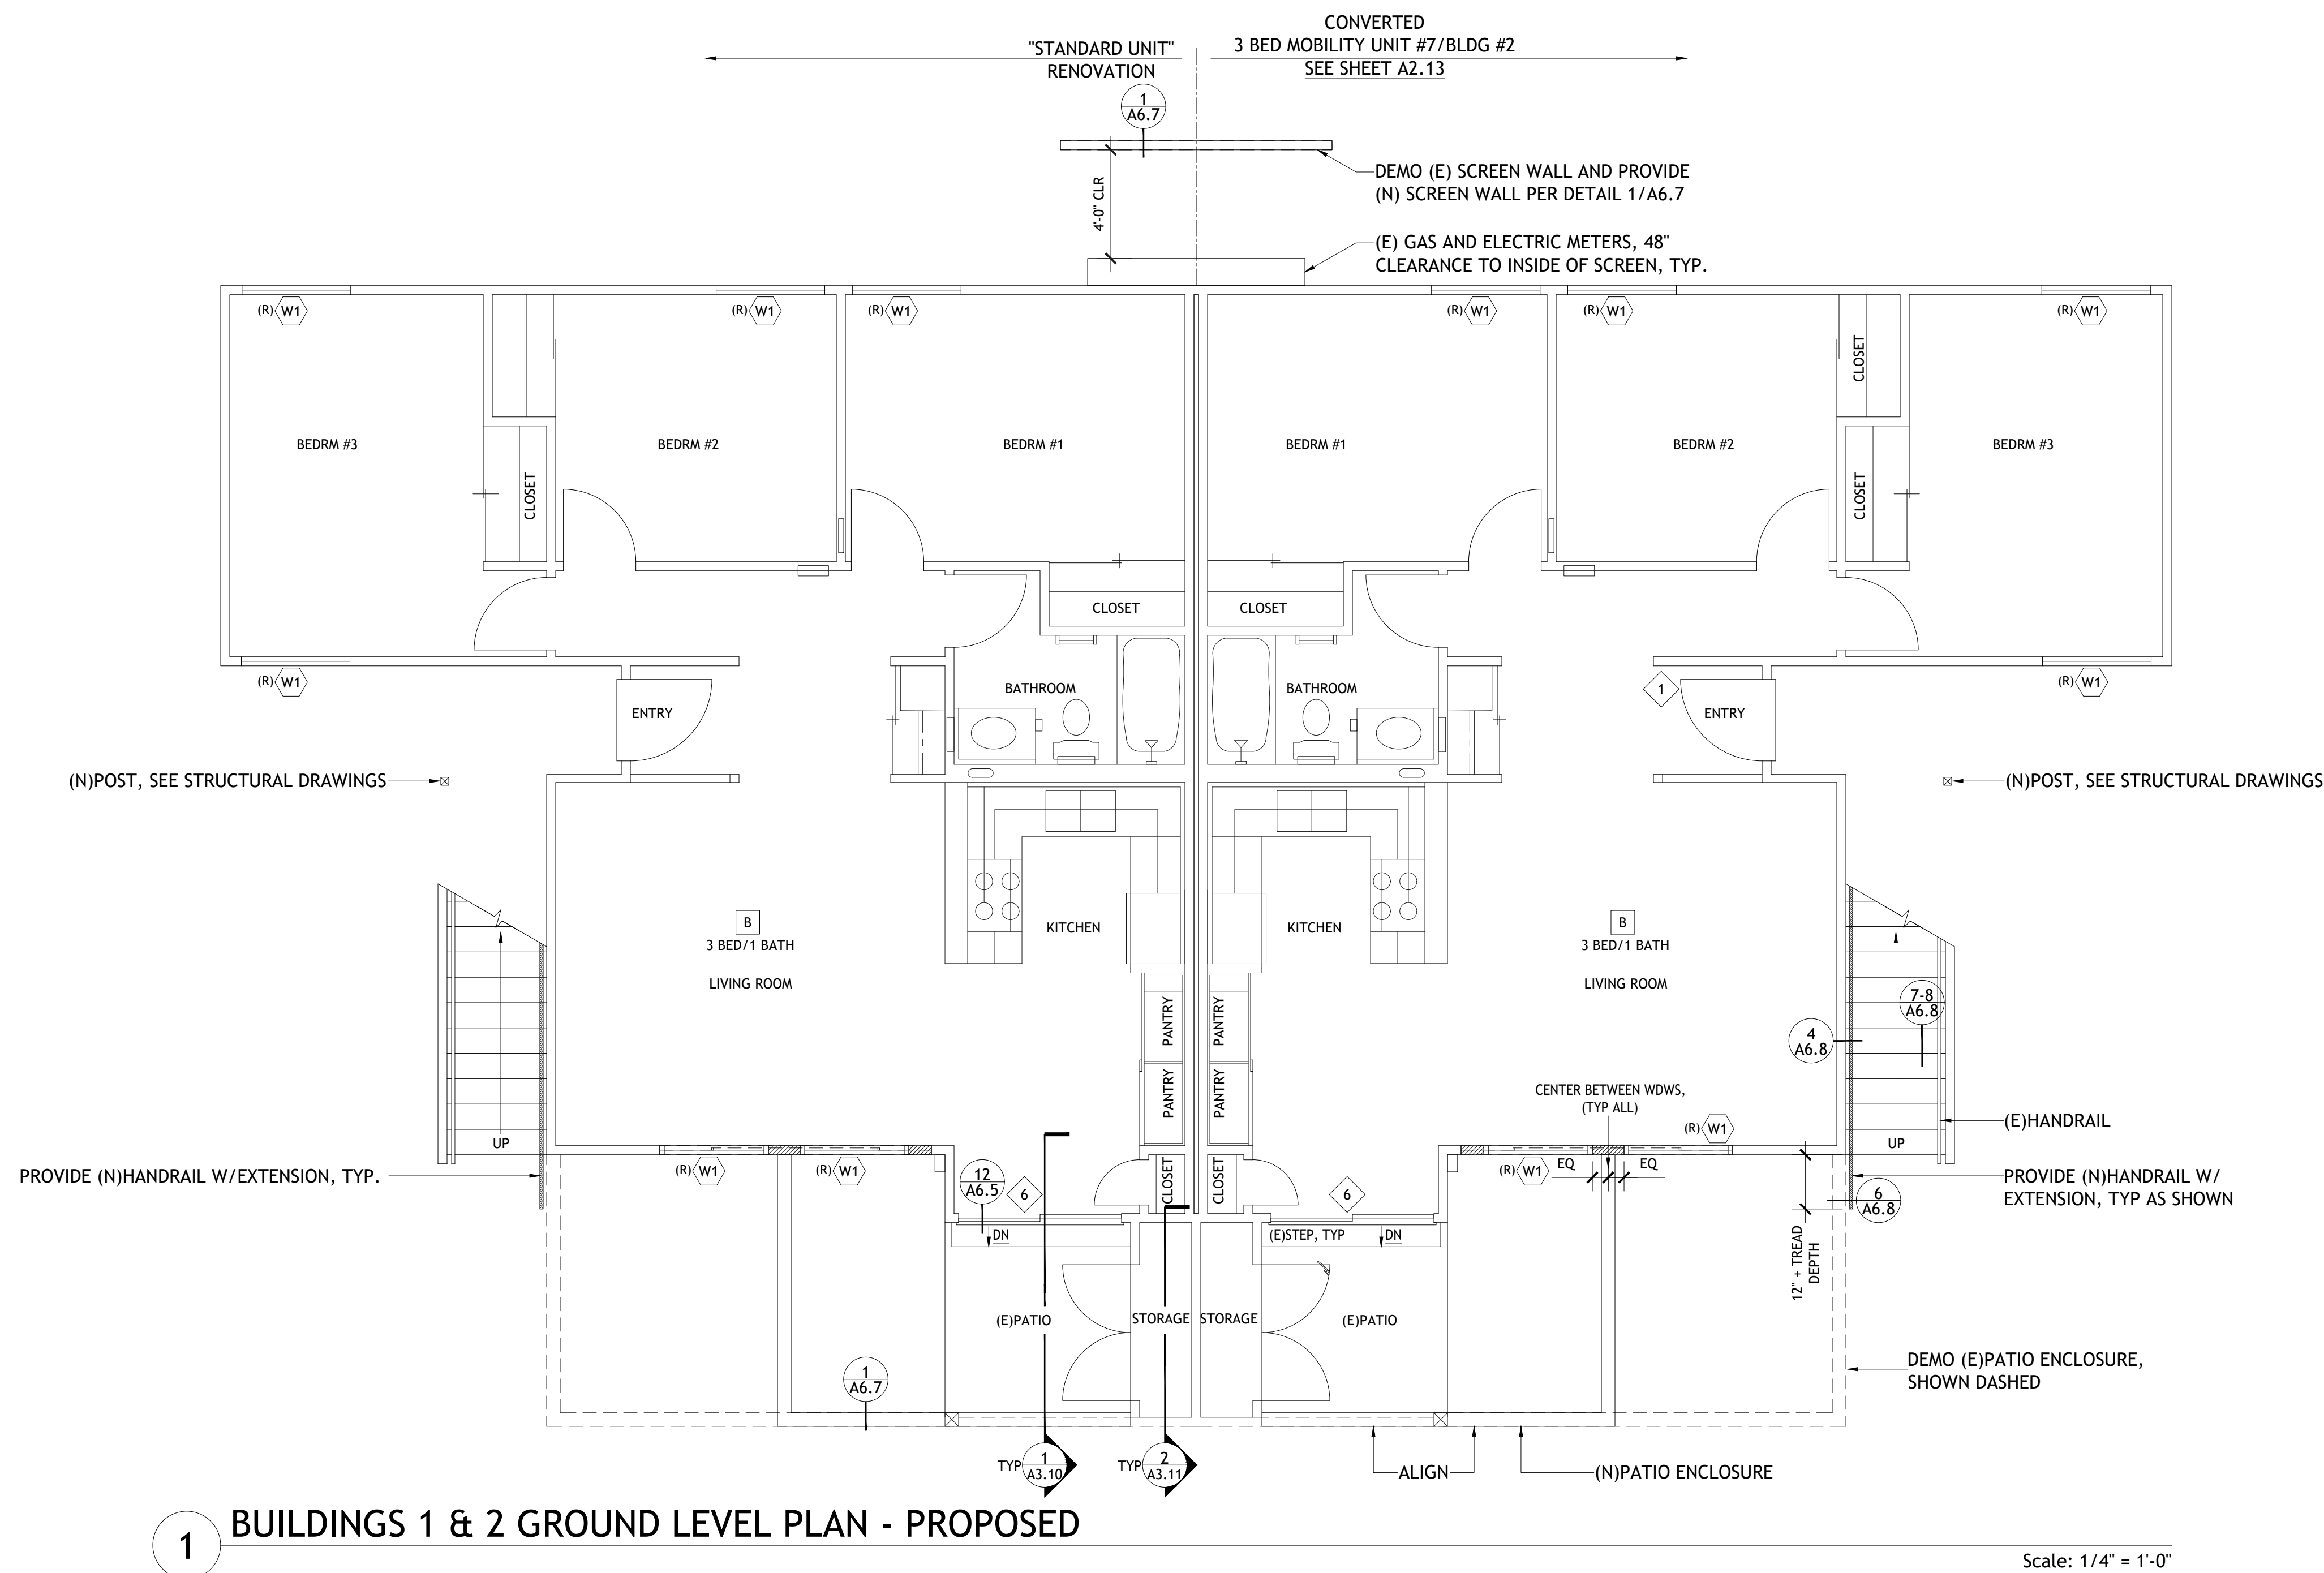 CONVERTED
"STANDARD UNIT"
RENOVATION
3 BED MOBILITY UNIT #7/BLDG #2
SEE SHEET A2.13
1
A6.7
DEMO (E) SCREEN WALL AND PROVIDE
(N) SCREEN WALL PER DETAIL 1/A6.7
4'-0" CLR
(E) GAS AND ELECTRIC METERS, 48"
CLEARANCE TO INSIDE OF SCREEN, TYP.
(R) W1
(R) W1
(R) W1
(R) W1
(R) W1
(R) W1
CLOSET
BEDRM #3
BEDRM #2
BEDRM #1
BEDRM #1
BEDRM #2
BEDRM #3
CLOSET
CLOSET
CLOSET
CLOSET
(R) W1
BATHROOM
BATHROOM
1
(R) W1
ENTRY
ENTRY
(N)POST, SEE STRUCTURAL DRAWINGS
(N)POST, SEE STRUCTURAL DRAWINGS
B
3 BED/1 BATH
LIVING ROOM
KITCHEN
KITCHEN
B
3 BED/1 BATH
LIVING ROOM
PANTRY
PANTRY
PANTRY
PANTRY
7-8
A6.8
4
A6.8
CENTER BETWEEN WDWS,
(TYP ALL)
(R) W1
(E)HANDRAIL
UP
UP
PROVIDE (N)HANDRAIL W/EXTENSION, TYP.
(R) W1
(R) W1
12
A6.5
6
CLOSET
CLOSET
6
(R) W1
EQ
EQ
PROVIDE (N)HANDRAIL W/
EXTENSION, TYP AS SHOWN
6
A6.8
DN
(E)STEP, TYP
DN
12" + TREAD
DEPTH
(E)PATIO
STORAGE
STORAGE
(E)PATIO
DEMO (E)PATIO ENCLOSURE,
SHOWN DASHED
1
A6.7
TYP
1
A3.10
TYP
2
A3.11
ALIGN
(N)PATIO ENCLOSURE
1
BUILDINGS 1 & 2 GROUND LEVEL PLAN - PROPOSED
Scale: 1/4" = 1'-0"